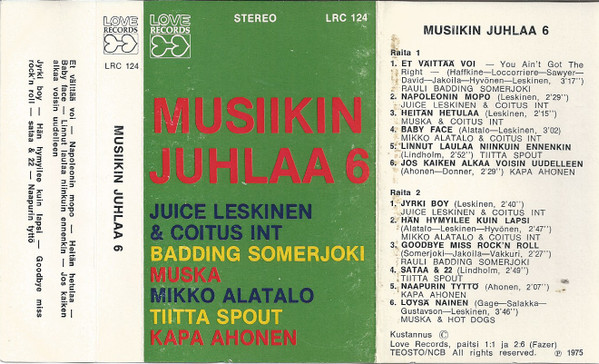 Et väittää voi — Napoleonin mopo — Heitän hetulaa —
Baby face — Linnut laulaa niinkuin ennenkin — Jos kaiken
alkaa voisin uudelleen
Jyrki boy — Hän hymyilee kuin lapsi — Goodbye miss
rock'n roll — sataa & 22 — Naapurin tyttö
LOVE
RECORDS
LRC 124
MUSIIKIN JUHLAA 6
LOVE
RECORDS
STEREO
LRC 124
MUSIIKIN
JUHLAA 6
JUICE LESKINEN
& COITUS INT
BADDING SOMERJOKI
MUSKA
MIKKO ALATALO
TIITTA SPOUT
KAPA AHONEN
MUSIIKIN JUHLAA 6
Raita 1
1. ET VÄITTÄÄ VOI — You Ain't Got The
Right — (Haffkine—Loccorriere—Sawyer—
David—Jakoila—Hyvönen—Leskinen, 3'17")
RAULI BADDING SOMERJOKI
2. NAPOLEONIN MOPO (Leskinen, 2'29")
JUICE LESKINEN & COITUS INT
3. HEITÄN HETULAA (Leskinen, 2'15")
MUSKA & COITUS INT
4. BABY FACE (Alatalo—Leskinen, 3'02)
MIKKO ALATALO & COITUS INT
5. LINNUT LAULAA NIINKUIN ENNENKIN
(Lindholm, 2'52") TIITTA SPOUT
6. JOS KAIKEN ALKAA VOISIN UUDELLEEN
(Ahonen—Donner, 2'29") KAPA AHONEN
Raita 2
1. JYRKI BOY (Leskinen, 2'40")
JUICE LESKINEN & COITUS INT
2. HÄN HYMYILEE KUIN LAPSI
(Alatalo—Leskinen—Hyvönen, 2'47")
MIKKO ALATALO & COITUS INT
3. GOODBYE MISS ROCK'N ROLL
(Somerjoki—Jakoila—Vakkuri, 2'27")
RAULI BADDING SOMERJOKI
4. SATAA & 22 (Lindholm, 2'49")
TIITTA SPOUT
5. NAAPURIN TYTTÖ (Ahonen, 2'07")
KAPA AHONEN
6. LÖYSÄ NAINEN (Gage—Salakka—
Gustavson—Leskinen, 3'46")
MUSKA & HOT DOGS
Kustannus ©
Love Records, paitsi 1:1 ja 2:6 (Fazer)
TEOSTO/NCB All rights reserved ℗ 1975